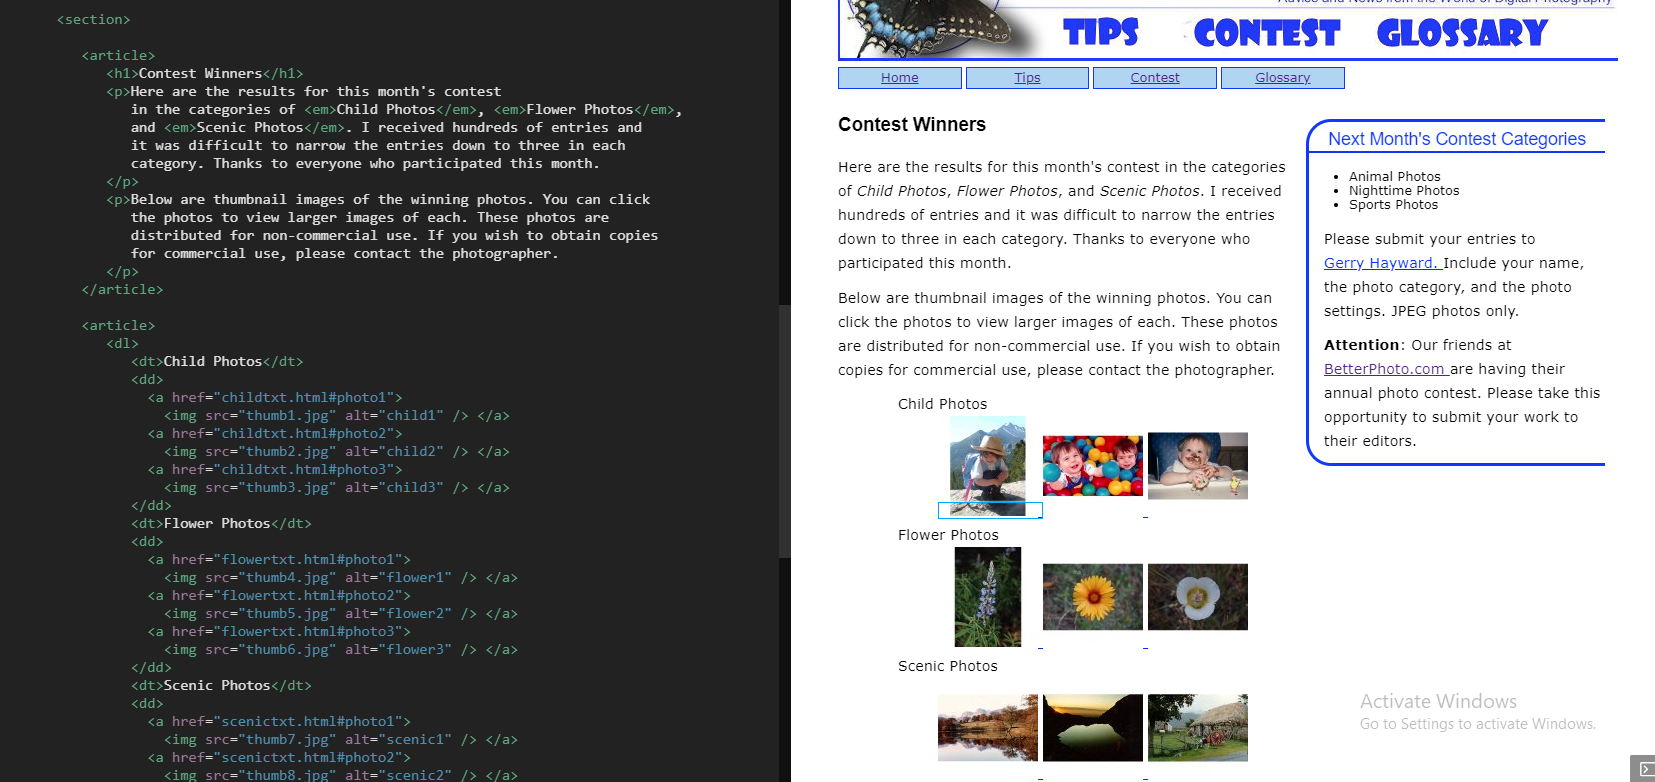 <section>
<article>
<h1>Contest Winners</h1>
<p>Here are the results for this month's contest
in the categories of <em>Child Photos</em>, <em>Flower Photos</em>,
and <em>Scenic Photos</em>. I received hundreds of entries and
it was difficult to narrow the entries down to three in each
category. Thanks to everyone who participated this month.
</p>
<p>Below are thumbnail images of the winning photos. You can click
the photos to view larger images of each. These photos are
distributed for non-commercial use. If you wish to obtain copies
for commercial use, please contact the photographer.
</p>
</article>
<article>
<dl>
<dt>Child Photos</dt>
<dd>
<a href="childtxt.html#photo1">
<img src="thumb1.jpg" alt="child1" /> </a>
<a href="childtxt.html#photo2">
<img src="thumb2.jpg" alt="child2" /> </a>
<a href="childtxt.html#photo3">
<img src="thumb3.jpg" alt="child3" /> </a>
</dd>
<dt>Flower Photos</dt>
<dd>
<a href="flowertxt.html#photo1">
<img src="thumb4.jpg" alt="flower1" /> </a>
<a href="flowertxt.html#photo2">
<img src="thumb5.jpg" alt="flower2" /> </a>
<a href="flowertxt.html#photo3">
<img src="thumb6.jpg" alt="flower3" /> </a>
</dd>
<dt>Scenic Photos</dt>
<dd>
<a href="scenictxt.html#photo1">
<img src="thumb7.jpg" alt="scenic1" /> </a>
<a href="scenictxt.html#photo2">
<img src="thumb8.jpg" alt="scenic2" /> </a>
Advice and News from the World of Digital Photography
TIPS CONTEST GLOSSARY
Home Tips Contest Glossary
Contest Winners
Here are the results for this month's contest in the categories
of Child Photos, Flower Photos, and Scenic Photos. I received
hundreds of entries and it was difficult to narrow the entries
down to three in each category. Thanks to everyone who
participated this month.
Below are thumbnail images of the winning photos. You can
click the photos to view larger images of each. These photos
are distributed for non-commercial use. If you wish to obtain
copies for commercial use, please contact the photographer.
Child Photos
Flower Photos
Scenic Photos
Next Month's Contest Categories
• Animal Photos
• Nighttime Photos
• Sports Photos
Please submit your entries to
Gerry Hayward. Include your name,
the photo category, and the photo
settings. JPEG photos only.
Attention: Our friends at
BetterPhoto.com are having their
annual photo contest. Please take this
opportunity to submit your work to
their editors.
Activate Windows
Go to Settings to activate Windows.